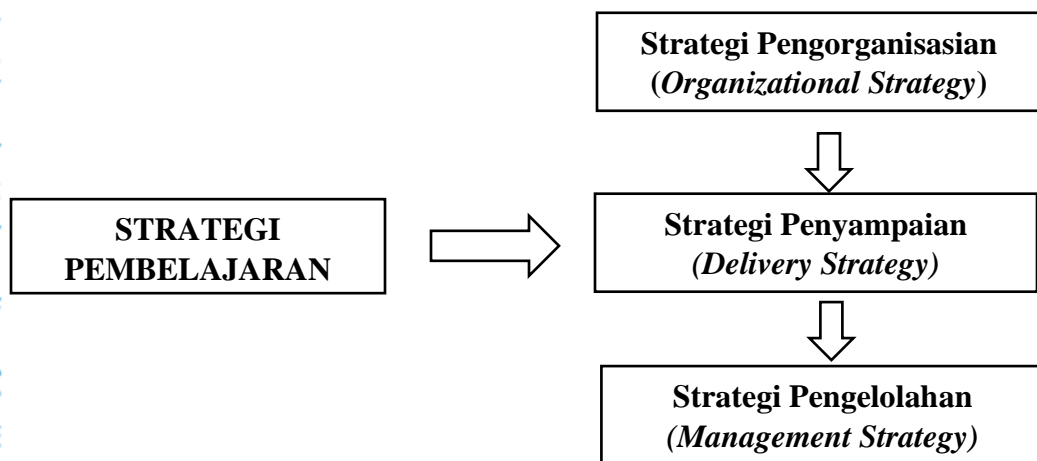 Strategi Pengorganisasian
(Organizational Strategy)
STRATEGI
PEMBELAJARAN
Strategi Penyampaian
(Delivery Strategy)
Strategi Pengelolahan
(Management Strategy)